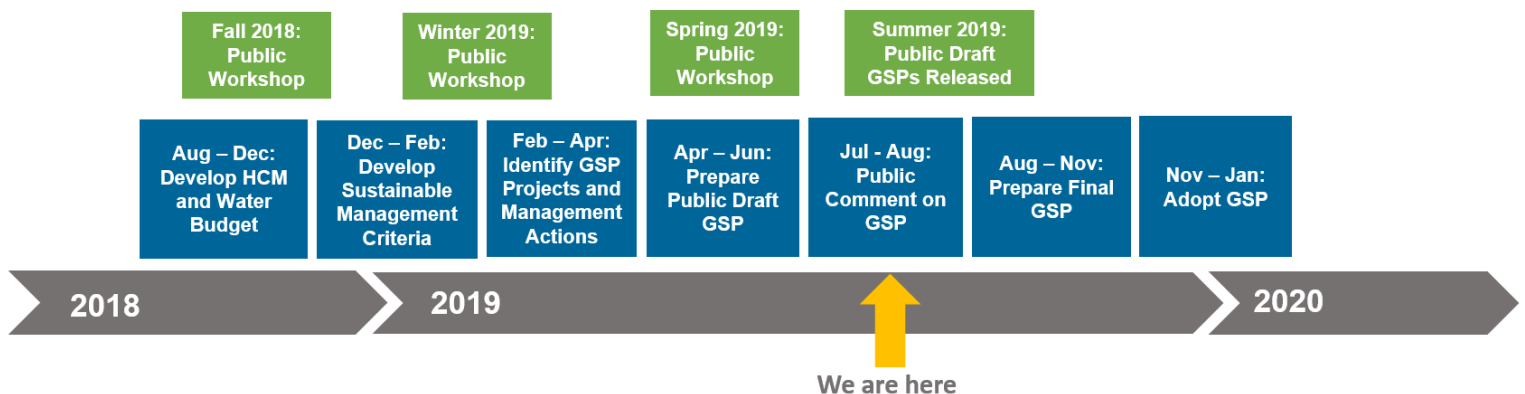 Fall 2018:
Public
Workshop
Winter 2019:
Public
Workshop
Spring 2019:
Public
Workshop
Summer 2019:
Public Draft
GSPs Released
Aug – Dec:
Develop HCM
and Water
Budget
Dec – Feb:
Develop
Sustainable
Management
Criteria
Feb – Apr:
Identify GSP
Projects and
Management
Actions
Apr – Jun:
Prepare
Public Draft
GSP
Jul - Aug:
Public
Comment on
GSP
Aug – Nov:
Prepare Final
GSP
Nov – Jan:
Adopt GSP
2018
2019
2020
We are here